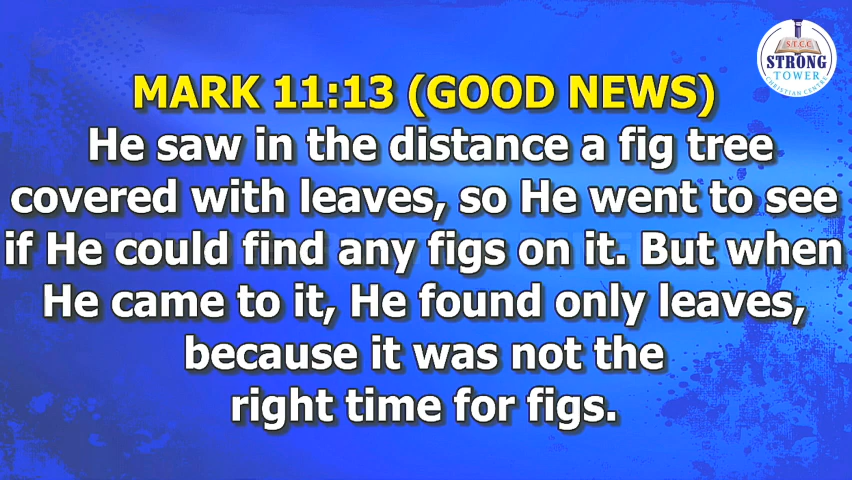 S.T.C.C
STRONG
TOWER
CHRISTIAN CENTRE
MARK 11:13 (GOOD NEWS)
He saw in the distance a fig tree
covered with leaves, so He went to see
if He could find any figs on it. But when
He came to it, He found only leaves,
because it was not the
right time for figs.